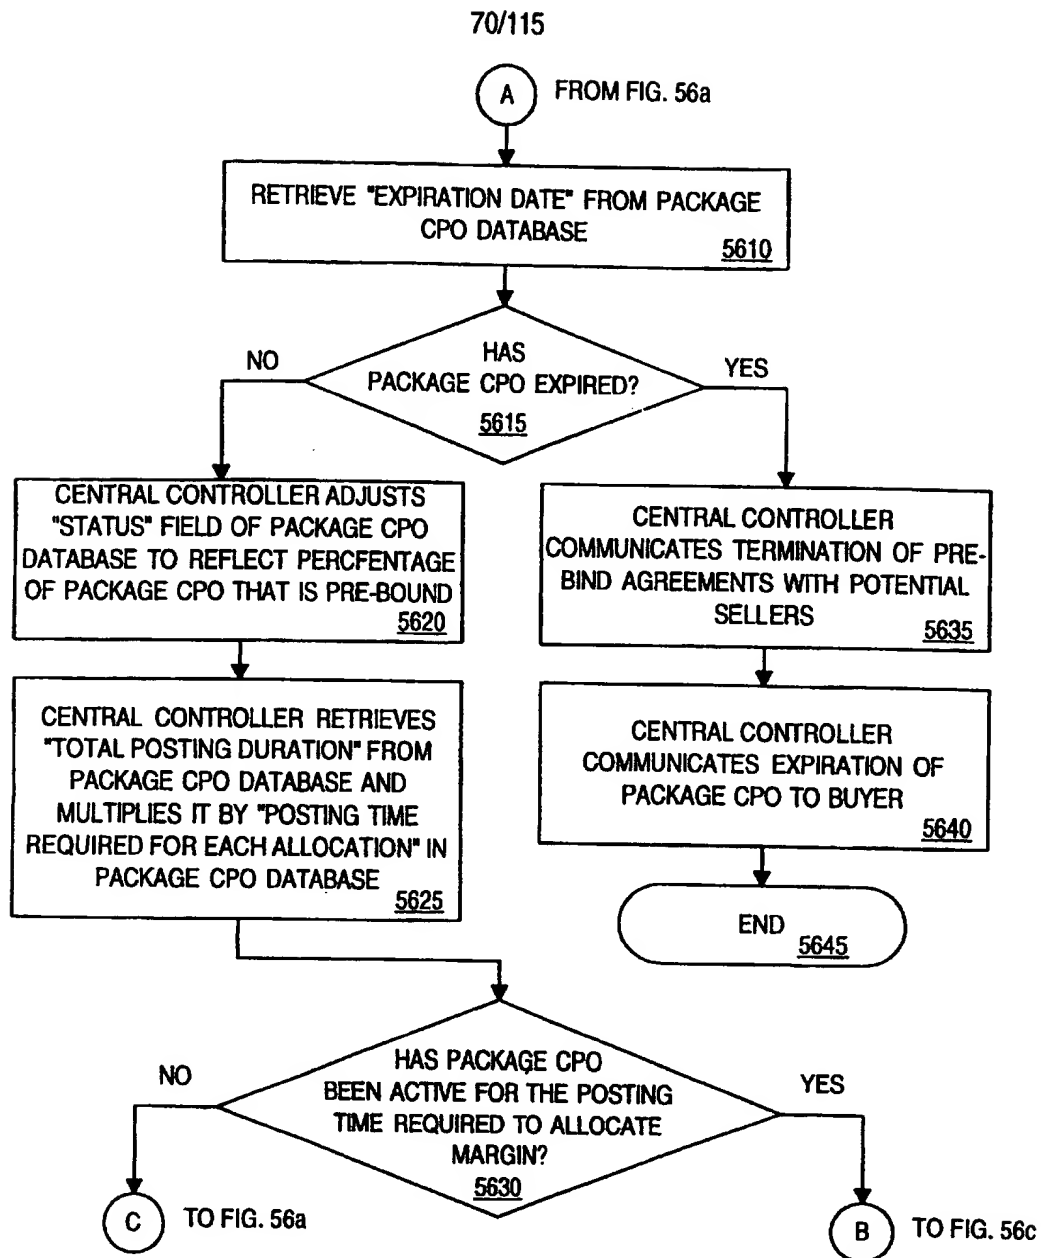 70/115
A FROM FIG. 56a
RETRIEVE "EXPIRATION DATE" FROM PACKAGE
CPO DATABASE
5610
HAS
PACKAGE CPO EXPIRED?
5615
NO
YES
CENTRAL CONTROLLER ADJUSTS
"STATUS" FIELD OF PACKAGE CPO
DATABASE TO REFLECT PERCFENTAGE
OF PACKAGE CPO THAT IS PRE-BOUND
5620
CENTRAL CONTROLLER
COMMUNICATES TERMINATION OF PRE-
BIND AGREEMENTS WITH POTENTIAL
SELLERS
5635
CENTRAL CONTROLLER RETRIEVES
"TOTAL POSTING DURATION" FROM
PACKAGE CPO DATABASE AND
MULTIPLIES IT BY "POSTING TIME
REQUIRED FOR EACH ALLOCATION" IN
PACKAGE CPO DATABASE
5625
CENTRAL CONTROLLER
COMMUNICATES EXPIRATION OF
PACKAGE CPO TO BUYER
5640
END
5645
HAS PACKAGE CPO
BEEN ACTIVE FOR THE POSTING
TIME REQUIRED TO ALLOCATE
MARGIN?
5630
NO
YES
C TO FIG. 56a
B TO FIG. 56c